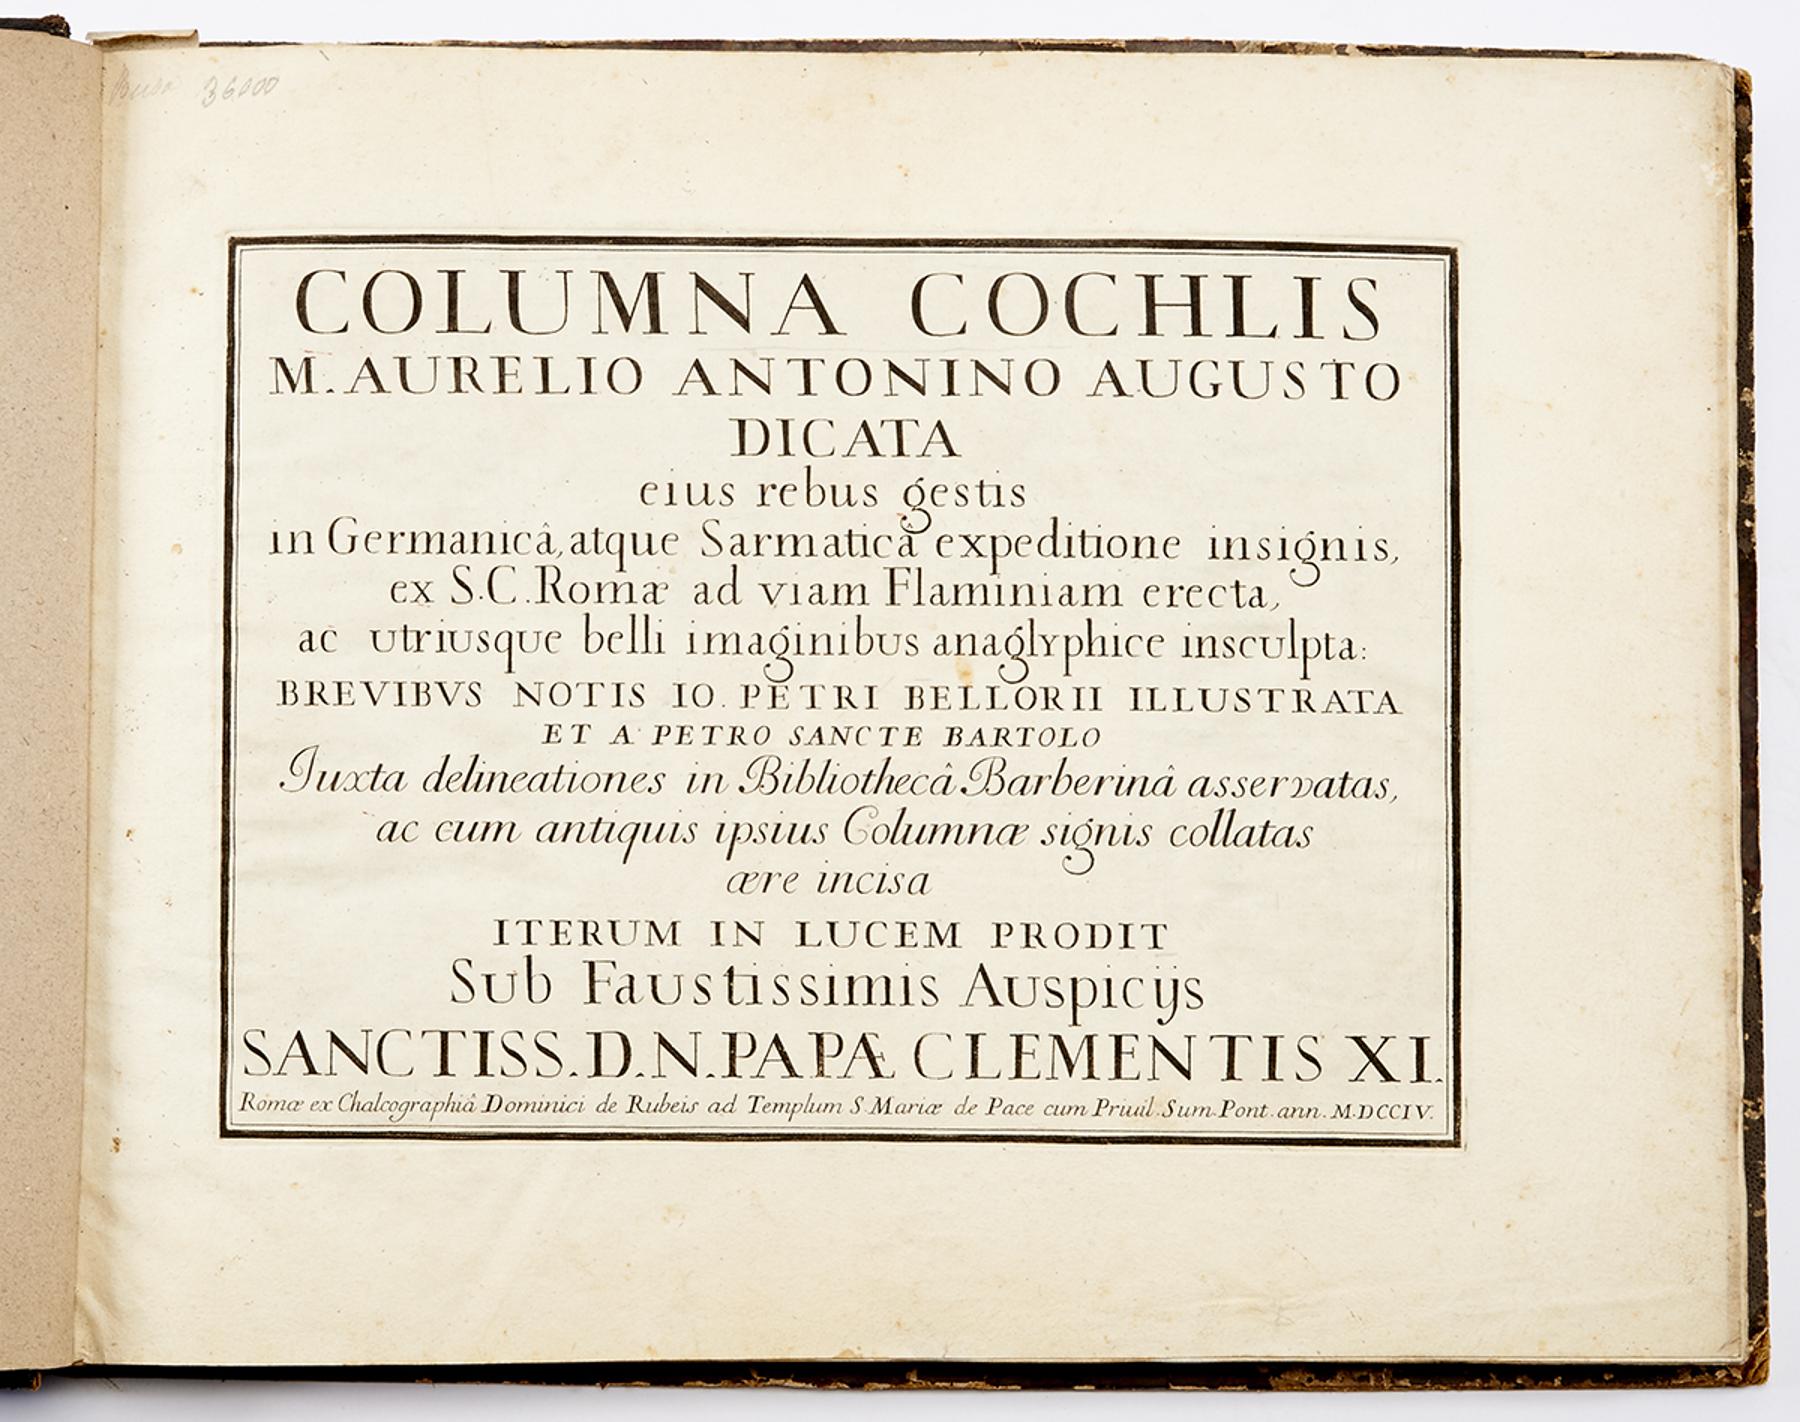 36000
COLUMNA COCHLIS
M. AURELIO ANTONINO AUGUSTO
DICATA
eius rebus gestis
in Germanicâ, atque Sarmaticâ expeditione insignis,
ex S.C. Romæ ad viam Flaminiam erecta,
ac utriusque belli imaginibus anaglyphice insculpta:
BREVIBVS NOTIS IO. PETRI BELLORII ILLUSTRATA
ET A PETRO SANCTE BARTOLO
Iuxta delineationes in Bibliothecâ Barberinâ asservatas,
ac cum antiquis ipsius Columnæ signis collatas
ære incisa
ITERUM IN LUCEM PRODIT
Sub Faustissimis Auspicijs
SANCTISS. D. N. PAPÆ CLEMENTIS XI.
Romæ ex Chalcographiâ Dominici de Rubeis ad Templum S. Mariæ de Pace cum Priuil. Sum. Pont. ann. M.DCCIV.